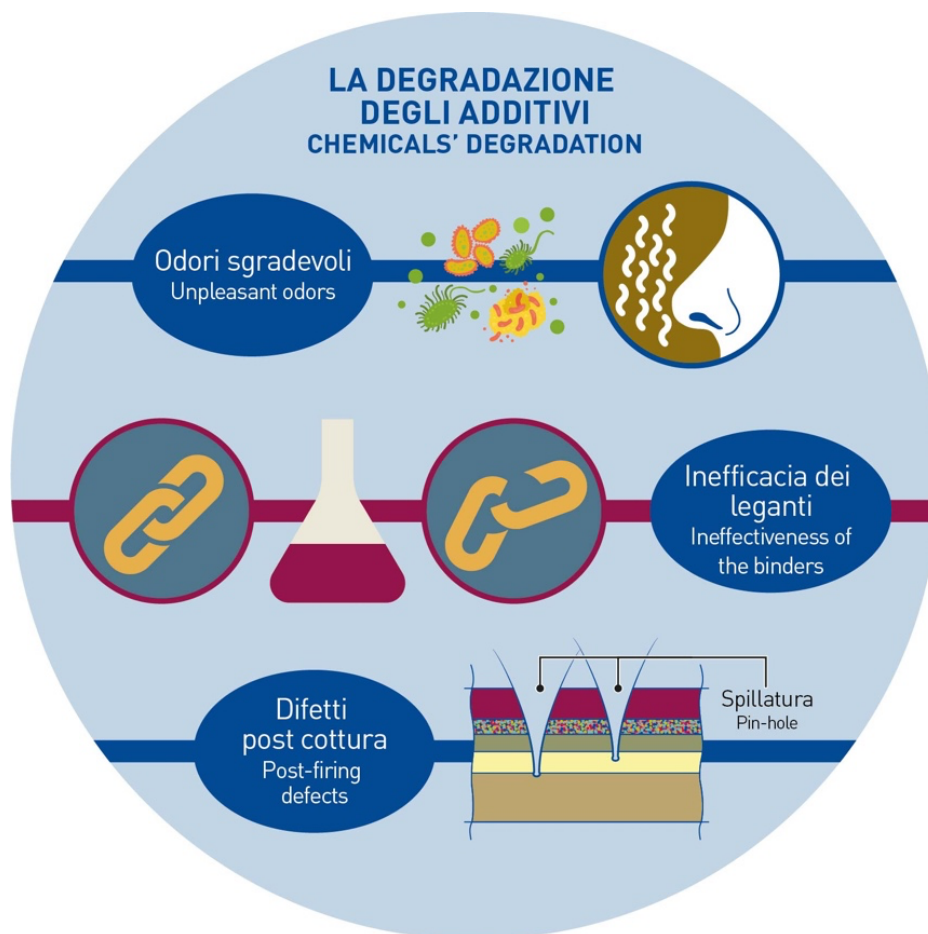 LA DEGRADAZIONE
DEGLI ADDITIVI
CHEMICALS’ DEGRADATION
Odori sgradevoli
Unpleasant odors
Inefficacia dei
leganti
Ineffectiveness of
the binders
Difetti
post cottura
Post-firing
defects
Spillatura
Pin-hole